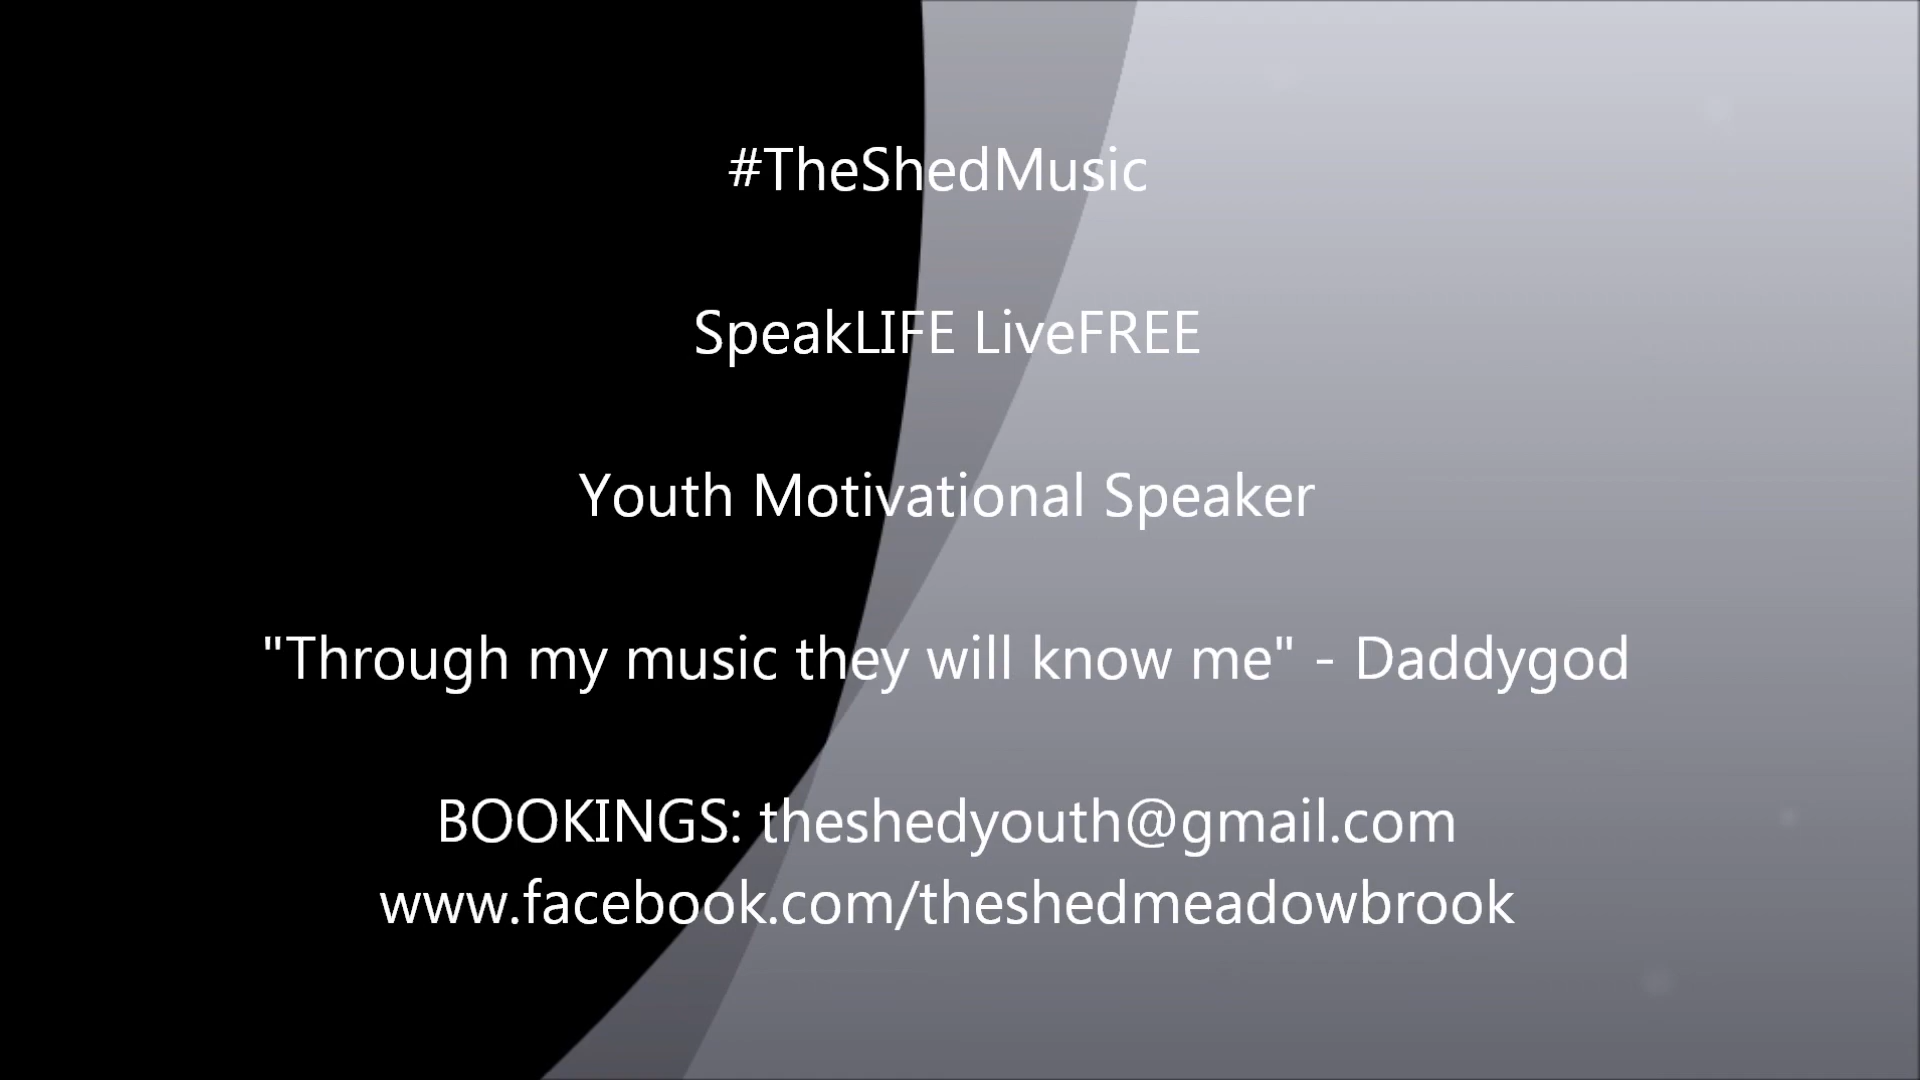 #TheShedMusic
SpeakLIFE LiveFREE
Youth Motivational Speaker
"Through my music they will know me" - Daddygod
BOOKINGS: theshedyouth@gmail.com
www.facebook.com/theshedmeadowbrook